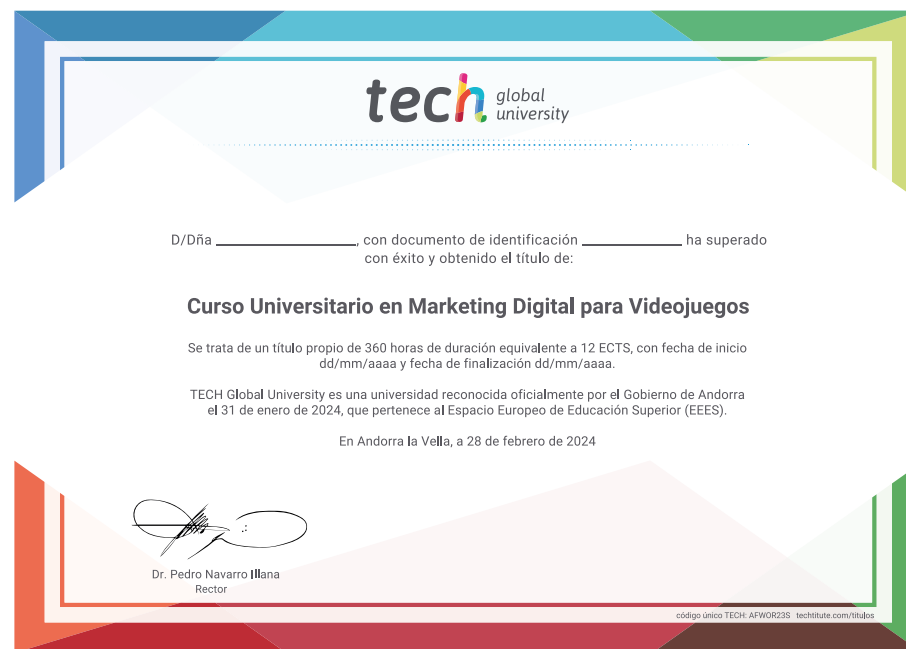 tech global university
D/Dña ____________________, con documento de identificación ______________ ha superado
con éxito y obtenido el título de:
Curso Universitario en Marketing Digital para Videojuegos
Se trata de un título propio de 360 horas de duración equivalente a 12 ECTS, con fecha de inicio
dd/mm/aaaa y fecha de finalización dd/mm/aaaa.
TECH Global University es una universidad reconocida oficialmente por el Gobierno de Andorra
el 31 de enero de 2024, que pertenece al Espacio Europeo de Educación Superior (EEES).
En Andorra la Vella, a 28 de febrero de 2024
Dr. Pedro Navarro Illana
Rector
código único TECH: AFWOR23S techtitute.com/titulos